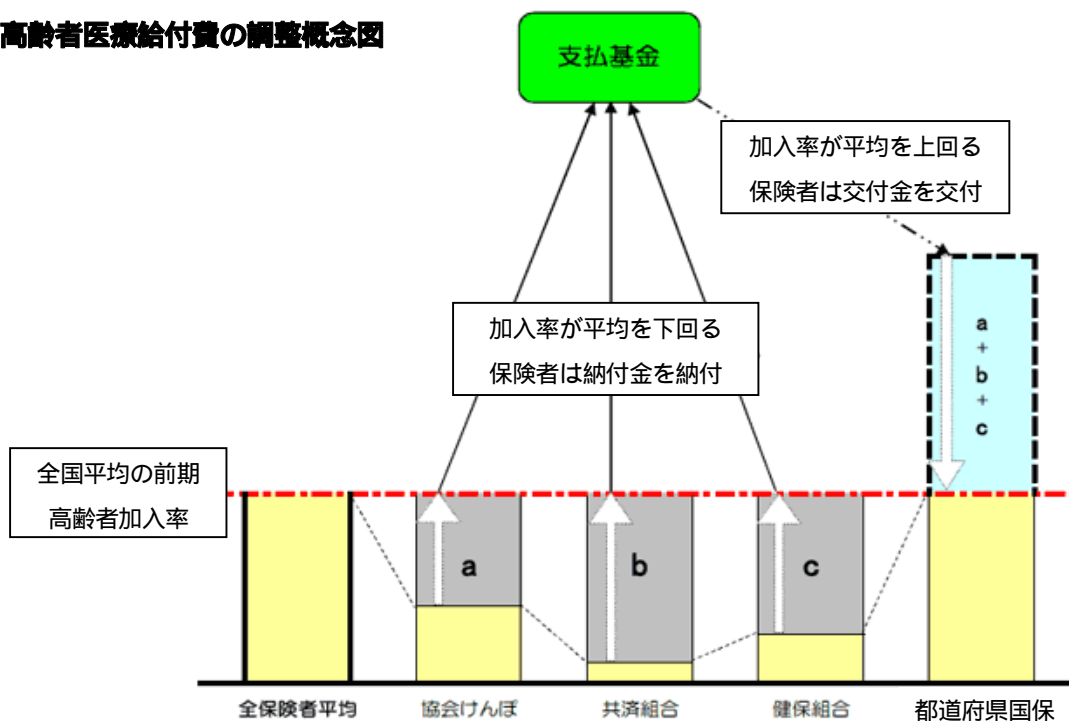 高齢者医療給付費の調整概念図
支払基金
加入率が平均を上回る
保険者は交付金を交付
加入率が平均を下回る
保険者は納付金を納付
a
+
b
+
c
全国平均の前期
高齢者加入率
a
b
c
全保険者平均
協会けんぽ
共済組合
健保組合
都道府県国保